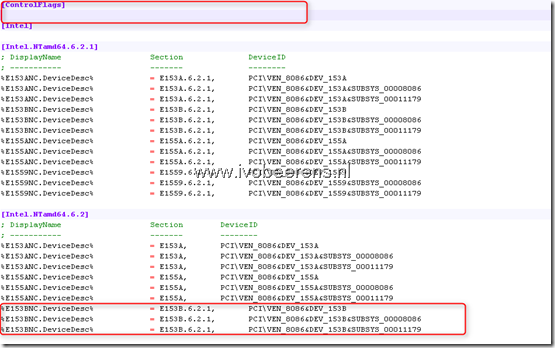 [ControlFlags]
[Intel]
[Intel.NTamd64.6.2.1]
; DisplayName Section DeviceID
; ----------- ------- --------
%E153ANC.DeviceDesc% = E153A.6.2.1, PCI\VEN_8086&DEV_153A
%E153ANC.DeviceDesc% = E153A.6.2.1, PCI\VEN_8086&DEV_153A&SUBSYS_00008086
%E153ANC.DeviceDesc% = E153A.6.2.1, PCI\VEN_8086&DEV_153A&SUBSYS_00011179
%E153BNC.DeviceDesc% = E153B.6.2.1, PCI\VEN_8086&DEV_153B
%E153BNC.DeviceDesc% = E153B.6.2.1, PCI\VEN_8086&DEV_153B&SUBSYS_00008086
%E153BNC.DeviceDesc% = E153B.6.2.1, PCI\VEN_8086&DEV_153B&SUBSYS_00011179
%E155ANC.DeviceDesc% = E155A.6.2.1, PCI\VEN_8086&DEV_155A
%E155ANC.DeviceDesc% = E155A.6.2.1, PCI\VEN_8086&DEV_155A&SUBSYS_00008086
%E155ANC.DeviceDesc% = E155A.6.2.1, PCI\VEN_8086&DEV_155A&SUBSYS_00011179
%E1559NC.DeviceDesc% = E1559.6.2.1, PCI\VEN_8086&DEV_1559
www.ivobeerens.nl
%E1559NC.DeviceDesc% = E1559.6.2.1, PCI\VEN_8086&DEV_1559&SUBSYS_00008086
%E1559NC.DeviceDesc% = E1559.6.2.1, PCI\VEN_8086&DEV_1559&SUBSYS_00011179
[Intel.NTamd64.6.2]
; DisplayName Section DeviceID
; ----------- ------- --------
%E153ANC.DeviceDesc% = E153A, PCI\VEN_8086&DEV_153A
%E153ANC.DeviceDesc% = E153A, PCI\VEN_8086&DEV_153A&SUBSYS_00008086
%E153ANC.DeviceDesc% = E153A, PCI\VEN_8086&DEV_153A&SUBSYS_00011179
%E155ANC.DeviceDesc% = E155A, PCI\VEN_8086&DEV_155A
%E155ANC.DeviceDesc% = E155A, PCI\VEN_8086&DEV_155A&SUBSYS_00008086
%E155ANC.DeviceDesc% = E155A, PCI\VEN_8086&DEV_155A&SUBSYS_00011179
%E153BNC.DeviceDesc% = E153B.6.2.1, PCI\VEN_8086&DEV_153B
%E153BNC.DeviceDesc% = E153B.6.2.1, PCI\VEN_8086&DEV_153B&SUBSYS_00008086
%E153BNC.DeviceDesc% = E153B.6.2.1, PCI\VEN_8086&DEV_153B&SUBSYS_00011179